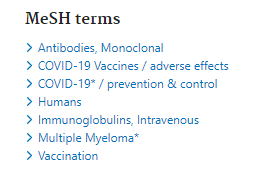 MeSH terms
Antibodies, Monoclonal
COVID-19 Vaccines / adverse effects
COVID-19* / prevention & control
Humans
Immunoglobulins, Intravenous
Multiple Myeloma*
Vaccination